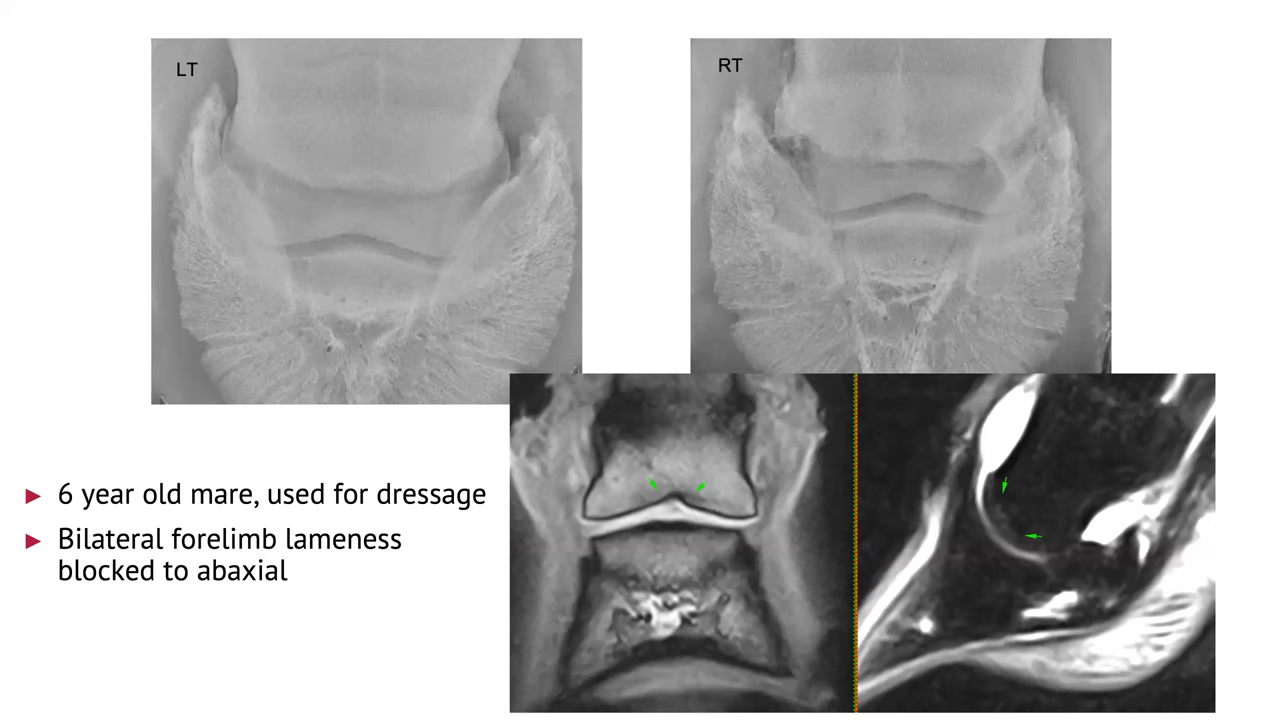 LT
RT
6 year old mare, used for dressage
Bilateral forelimb lameness
blocked to abaxial